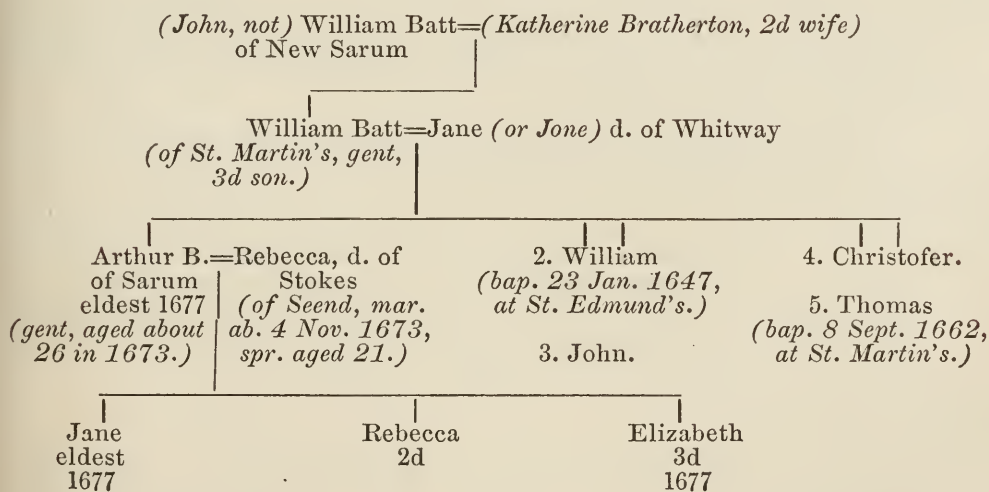 (John, not) William Batt=(Katherine Bratherton, 2d wife)
of New Sarum
William Batt=Jane (or Jone) d. of Whitway
(of St. Martin's, gent,
3d son.)
Arthur B.=Rebecca, d. of
of Sarum Stokes
eldest 1677 (of Seend, mar.
(gent, aged about ab. 4 Nov. 1673,
26 in 1673.) spr. aged 21.)
2. William
(bap. 23 Jan. 1647,
at St. Edmund's.)
3. John.
4. Christofer.
5. Thomas
(bap. 8 Sept. 1662,
at St. Martin's.)
Jane
eldest
1677
Rebecca
2d
Elizabeth
3d
1677